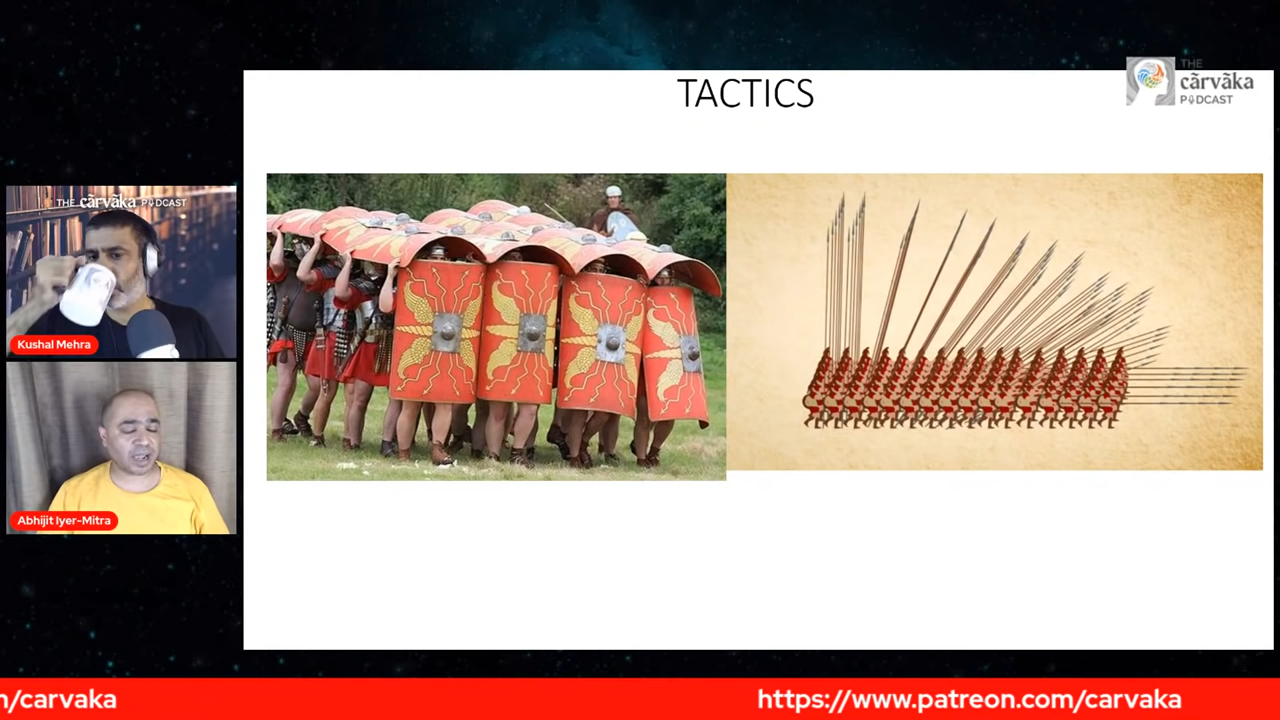 TACTICS
THE
cārvāka
PODCAST
THE cārvāka PODCAST
Kushal Mehra
Abhijit Iyer-Mitra
n/carvaka
https://www.patreon.com/carvaka